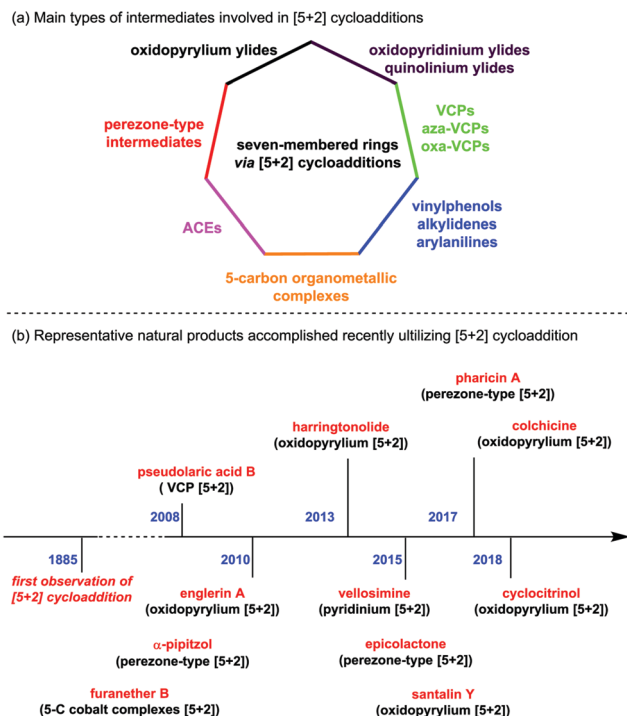 (a) Main types of intermediates involved in [5+2] cycloadditions
oxidopyrylium ylides
oxidopyridinium ylides
quinolinium ylides
VCPs
aza-VCPs
oxa-VCPs
perezone-type
intermediates
seven-membered rings
via [5+2] cycloadditions
vinylphenols
alkylidenes
arylanilines
ACEs
5-carbon organometallic
complexes
(b) Representative natural products accomplished recently ultilizing [5+2] cycloaddition
pharicin A
(perezone-type [5+2])
harringtonolide
(oxidopyrylium [5+2])
colchicine
(oxidopyrylium [5+2])
pseudolaric acid B
( VCP [5+2])
2008
2013
2017
1885
2010
2015
2018
first observation of
[5+2] cycloaddition
englerin A
(oxidopyrylium [5+2])
vellosimine
(pyridinium [5+2])
cyclocitrinol
(oxidopyrylium [5+2])
α-pipitzol
(perezone-type [5+2])
epicolactone
(perezone-type [5+2])
furanether B
(5-C cobalt complexes [5+2])
santalin Y
(oxidopyrylium [5+2])